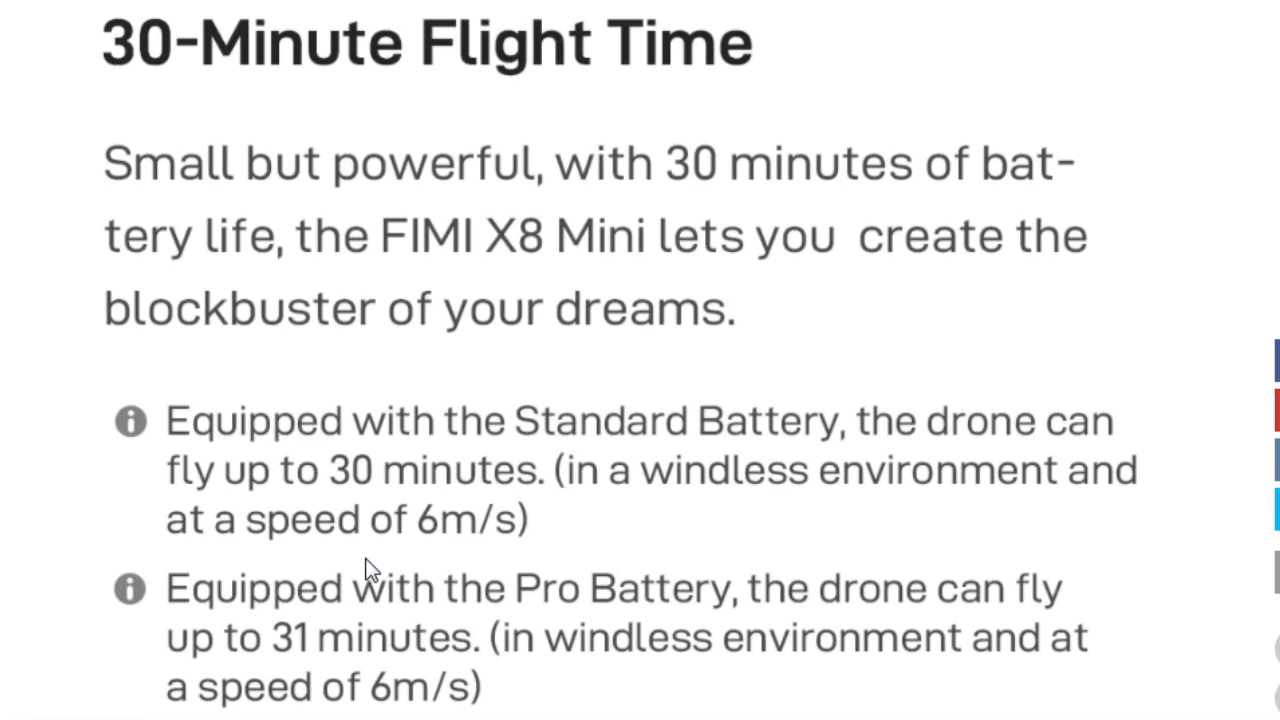 30-Minute Flight Time
Small but powerful, with 30 minutes of bat-
tery life, the FIMI X8 Mini lets you  create the
blockbuster of your dreams.
Equipped with the Standard Battery, the drone can
fly up to 30 minutes. (in a windless environment and
at a speed of 6m/s)
Equipped with the Pro Battery, the drone can fly
up to 31 minutes. (in windless environment and at
a speed of 6m/s)